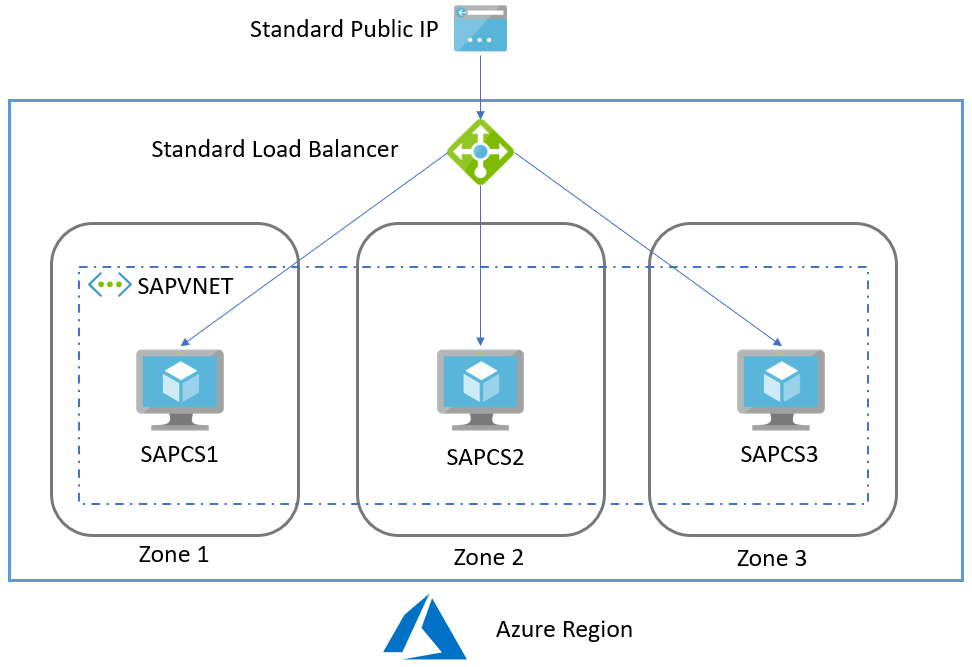 Standard Public IP
Standard Load Balancer
SAPVNET
SAPCS1
SAPCS2
SAPCS3
Zone 1
Zone 2
Zone 3
Azure Region